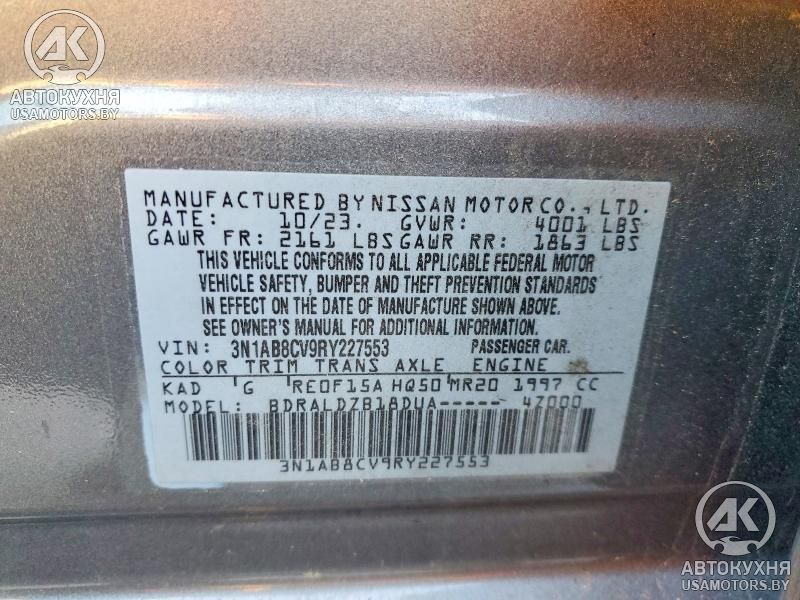 AK
АВТОКУХНЯ
USAMOTORS.BY
MANUFACTURED BY NISSAN MOTOR CO., LTD.
DATE: 10/23. GVWR: 4001 LBS
GAWR FR: 2161 LBS GAWR RR: 1863 LBS
THIS VEHICLE CONFORMS TO ALL APPLICABLE FEDERAL MOTOR
VEHICLE SAFETY, BUMPER AND THEFT PREVENTION STANDARDS
IN EFFECT ON THE DATE OF MANUFACTURE SHOWN ABOVE.
SEE OWNER'S MANUAL FOR ADDITIONAL INFORMATION.
VIN: 3N1AB8CV9RY227553 PASSENGER CAR.
COLOR TRIM TRANS AXLE ENGINE
KAD G RE0F15A HQ50 MR20 1997 CC
MODEL: BDRALDZB18DUA----- 4Z000
3N1AB8CV9RY227553
AK
АВТОКУХНЯ
USAMOTORS.BY